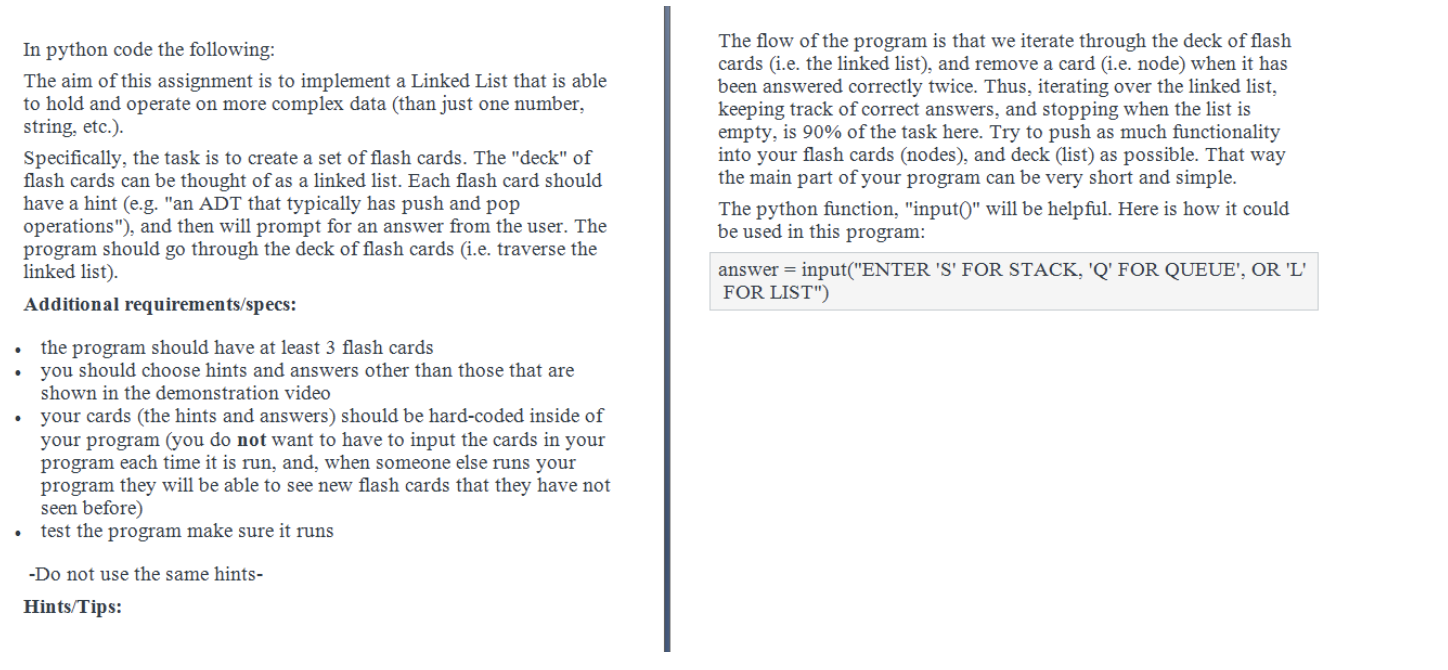 In python code the following:
The aim of this assignment is to implement a Linked List that is able
to hold and operate on more complex data (than just one number,
string, etc.).
Specifically, the task is to create a set of flash cards. The "deck" of
flash cards can be thought of as a linked list. Each flash card should
have a hint (e.g. "an ADT that typically has push and pop
operations"), and then will prompt for an answer from the user. The
program should go through the deck of flash cards (i.e. traverse the
linked list).
Additional requirements/specs:
• the program should have at least 3 flash cards
• you should choose hints and answers other than those that are
shown in the demonstration video
• your cards (the hints and answers) should be hard-coded inside of
your program (you do not want to have to input the cards in your
program each time it is run, and, when someone else runs your
program they will be able to see new flash cards that they have not
seen before)
• test the program make sure it runs
-Do not use the same hints-
Hints/Tips:
The flow of the program is that we iterate through the deck of flash
cards (i.e. the linked list), and remove a card (i.e. node) when it has
been answered correctly twice. Thus, iterating over the linked list,
keeping track of correct answers, and stopping when the list is
empty, is 90% of the task here. Try to push as much functionality
into your flash cards (nodes), and deck (list) as possible. That way
the main part of your program can be very short and simple.
The python function, "input()" will be helpful. Here is how it could
be used in this program:
answer = input("ENTER 'S' FOR STACK, 'Q' FOR QUEUE', OR 'L'
FOR LIST")